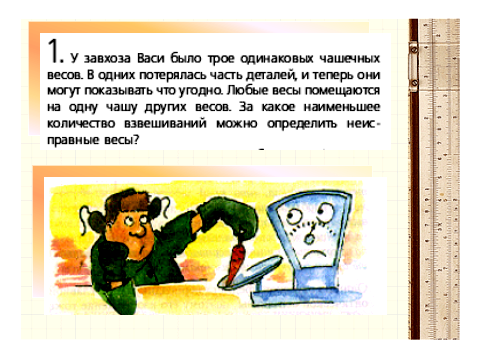 1. У завхоза Васи было трое одинаковых чашечных
весов. В одних потерялась часть деталей, и теперь они
могут показывать что угодно. Любые весы помещаются
на одну чашу других весов. За какое наименьшее
количество взвешиваний можно определить неис-
правные весы?